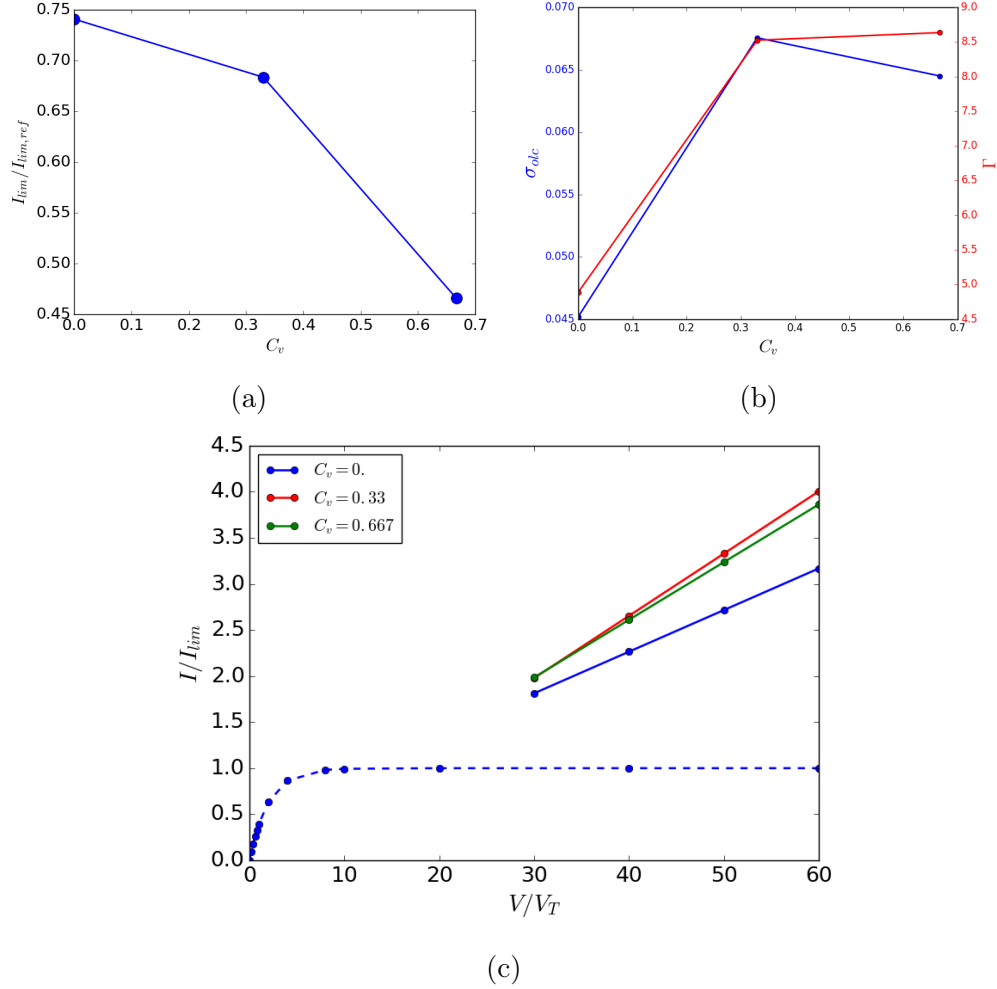 0.75
0.70
0.65
0.60
0.55
0.50
0.45
I_{lim}/I_{lim,ref}
0.0 0.1 0.2 0.3 0.4 0.5 0.6 0.7
C_v
(a)
0.070
0.065
0.060
0.055
0.050
0.045
σ_{olc}
9.0
8.5
8.0
7.5
7.0
6.5
6.0
5.5
5.0
4.5
Γ
0.0 0.1 0.2 0.3 0.4 0.5 0.6 0.7
C_v
(b)
4.5
4.0
3.5
3.0
2.5
2.0
1.5
1.0
0.5
0.0
I/I_{lim}
C_v = 0.
C_v = 0.33
C_v = 0.667
0 10 20 30 40 50 60
V/V_T
(c)